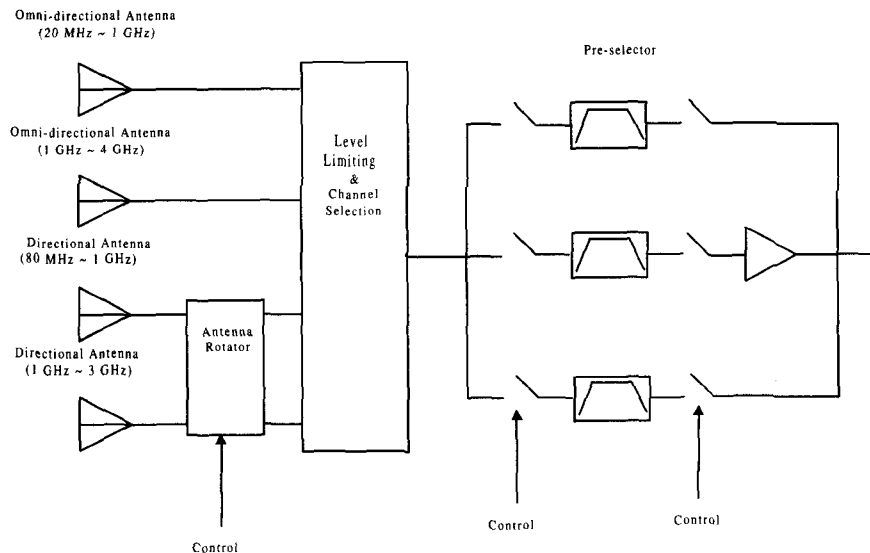 Omni-directional Antenna
(20 MHz ~ 1 GHz)
Omni-directional Antenna
(1 GHz ~ 4 GHz)
Directional Antenna
(80 MHz ~ 1 GHz)
Directional Antenna
(1 GHz ~ 3 GHz)
Antenna
Rotator
Control
Level
Limiting
&
Channel
Selection
Pre-selector
Control
Control